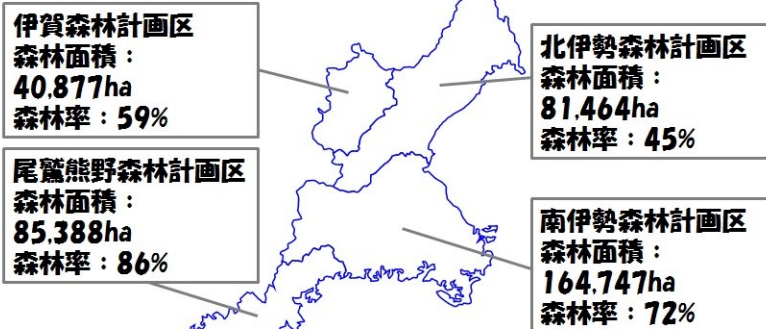 伊賀森林計画区
森林面積：
40,877ha
森林率：59%
北伊勢森林計画区
森林面積：
81,464ha
森林率：45%
尾鷲熊野森林計画区
森林面積：
85,388ha
森林率：86%
南伊勢森林計画区
森林面積：
164,747ha
森林率：72%